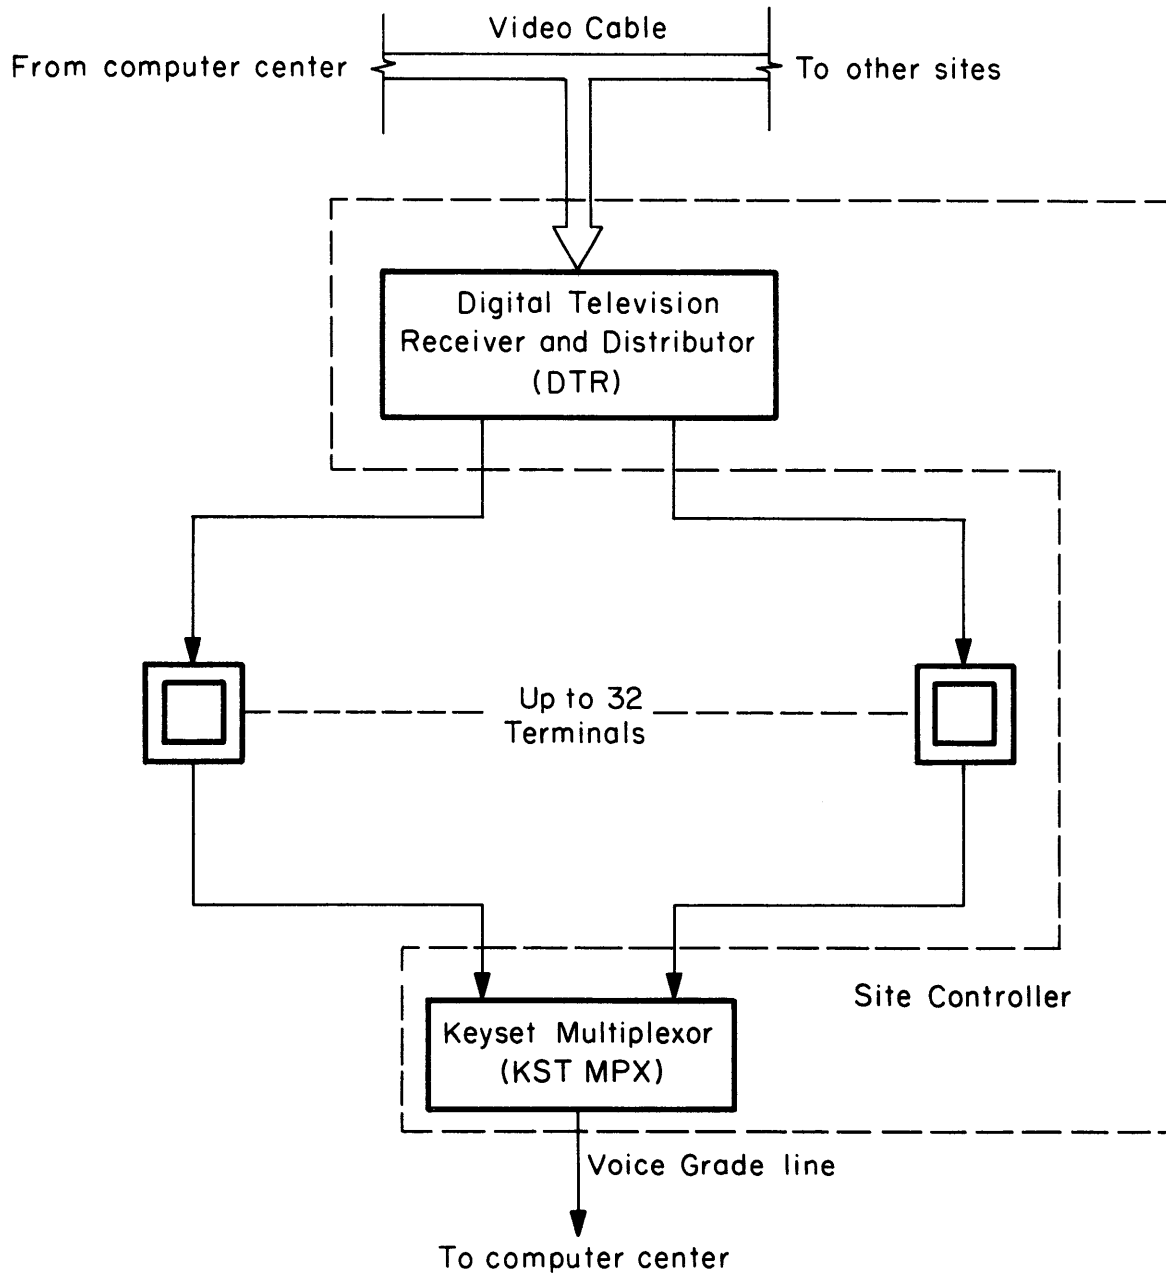 Video Cable
From computer center
To other sites
Digital Television
Receiver and Distributor
(DTR)
Up to 32
Terminals
Site Controller
Keyset Multiplexor
(KST MPX)
Voice Grade line
To computer center